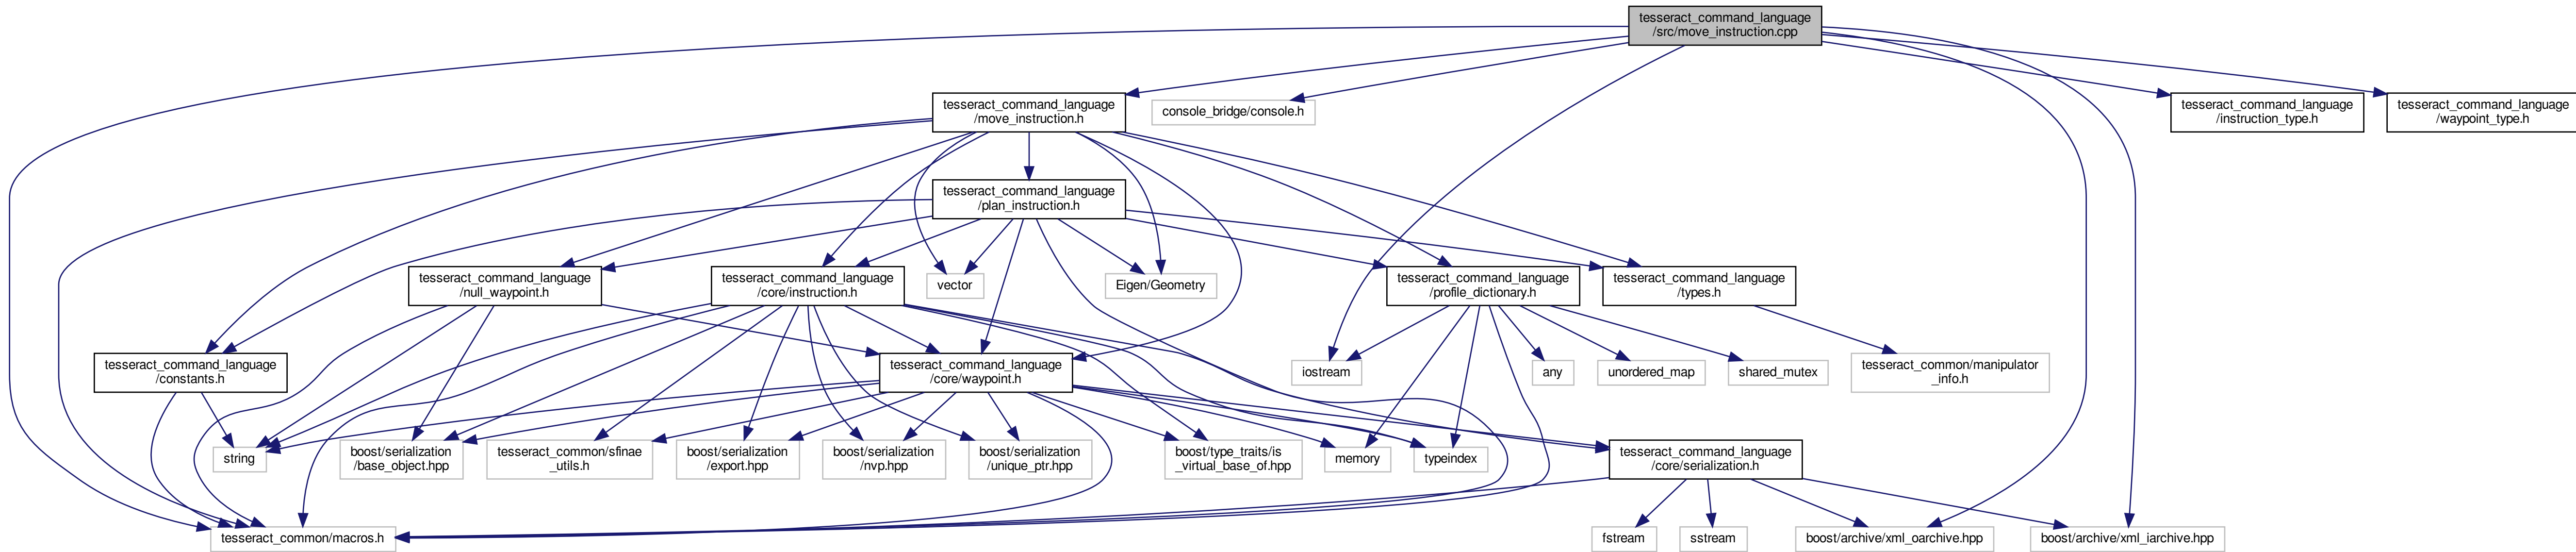 tesseract_command_language
/src/move_instruction.cpp
tesseract_command_language
/move_instruction.h
console_bridge/console.h
tesseract_command_language
/instruction_type.h
tesseract_command_language
/waypoint_type.h
tesseract_command_language
/plan_instruction.h
tesseract_command_language
/null_waypoint.h
tesseract_command_language
/core/instruction.h
vector
Eigen/Geometry
tesseract_command_language
/profile_dictionary.h
tesseract_command_language
/types.h
tesseract_command_language
/constants.h
tesseract_command_language
/core/waypoint.h
iostream
any
unordered_map
shared_mutex
tesseract_common/manipulator
_info.h
string
boost/serialization
/base_object.hpp
tesseract_common/sfinae
_utils.h
boost/serialization
/export.hpp
boost/serialization
/nvp.hpp
boost/serialization
/unique_ptr.hpp
boost/type_traits/is
_virtual_base_of.hpp
memory
typeindex
tesseract_command_language
/core/serialization.h
tesseract_common/macros.h
fstream
sstream
boost/archive/xml_oarchive.hpp
boost/archive/xml_iarchive.hpp